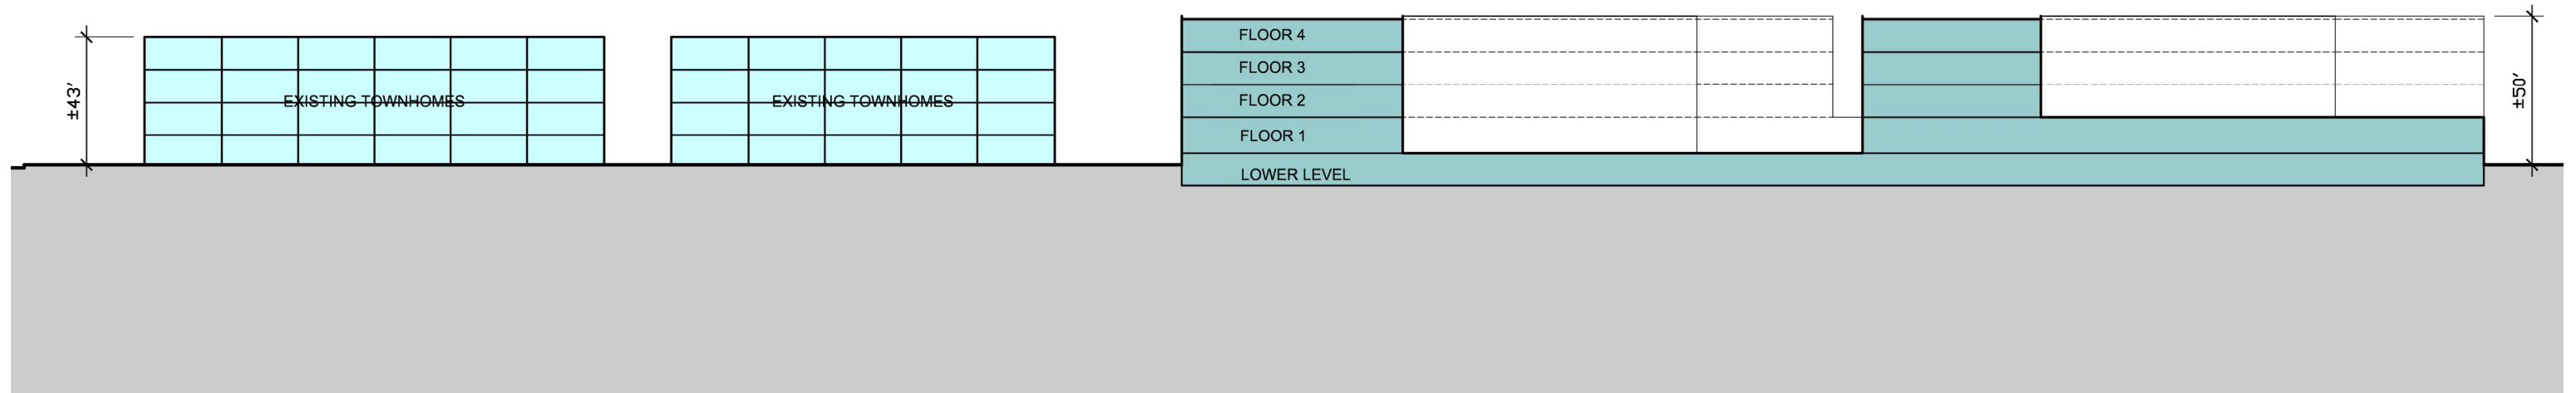 ±43'
EXISTING TOWNHOMES
EXISTING TOWNHOMES
FLOOR 4
FLOOR 3
FLOOR 2
FLOOR 1
LOWER LEVEL
±50'